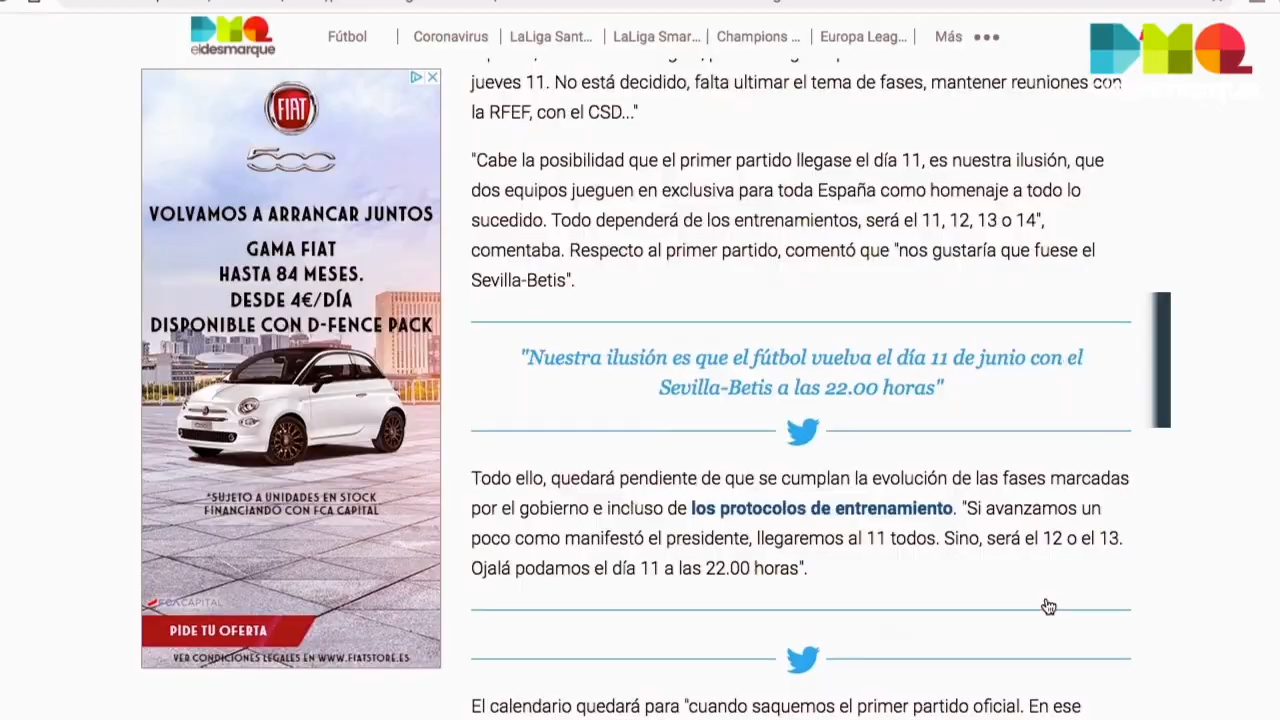 DMQ
eldesmarque
Fútbol
Coronavirus
LaLiga Sant...
LaLiga Smar...
Champions ...
Europa Leag...
Más
DMQ
jueves 11. No está decidido, falta ultimar el tema de fases, mantener reuniones con
la RFEF, con el CSD..."
"Cabe la posibilidad que el primer partido llegase el día 11, es nuestra ilusión, que
dos equipos jueguen en exclusiva para toda España como homenaje a todo lo
sucedido. Todo dependerá de los entrenamientos, será el 11, 12, 13 o 14",
comentaba. Respecto al primer partido, comentó que "nos gustaría que fuese el
Sevilla-Betis".
"Nuestra ilusión es que el fútbol vuelva el día 11 de junio con el
Sevilla-Betis a las 22.00 horas"
Todo ello, quedará pendiente de que se cumplan la evolución de las fases marcadas
por el gobierno e incluso de los protocolos de entrenamiento. "Si avanzamos un
poco como manifestó el presidente, llegaremos al 11 todos. Sino, será el 12 o el 13.
Ojalá podamos el día 11 a las 22.00 horas".
El calendario quedará para "cuando saquemos el primer partido oficial. En ese
FIAT
500
VOLVAMOS A ARRANCAR JUNTOS
GAMA FIAT
HASTA 84 MESES.
DESDE 4€/DÍA
DISPONIBLE CON D-FENCE PACK
*SUJETO A UNIDADES EN STOCK
FINANCIANDO CON FCA CAPITAL
FCA CAPITAL
PIDE TU OFERTA
VER CONDICIONES LEGALES EN WWW.FIATSTORE.ES